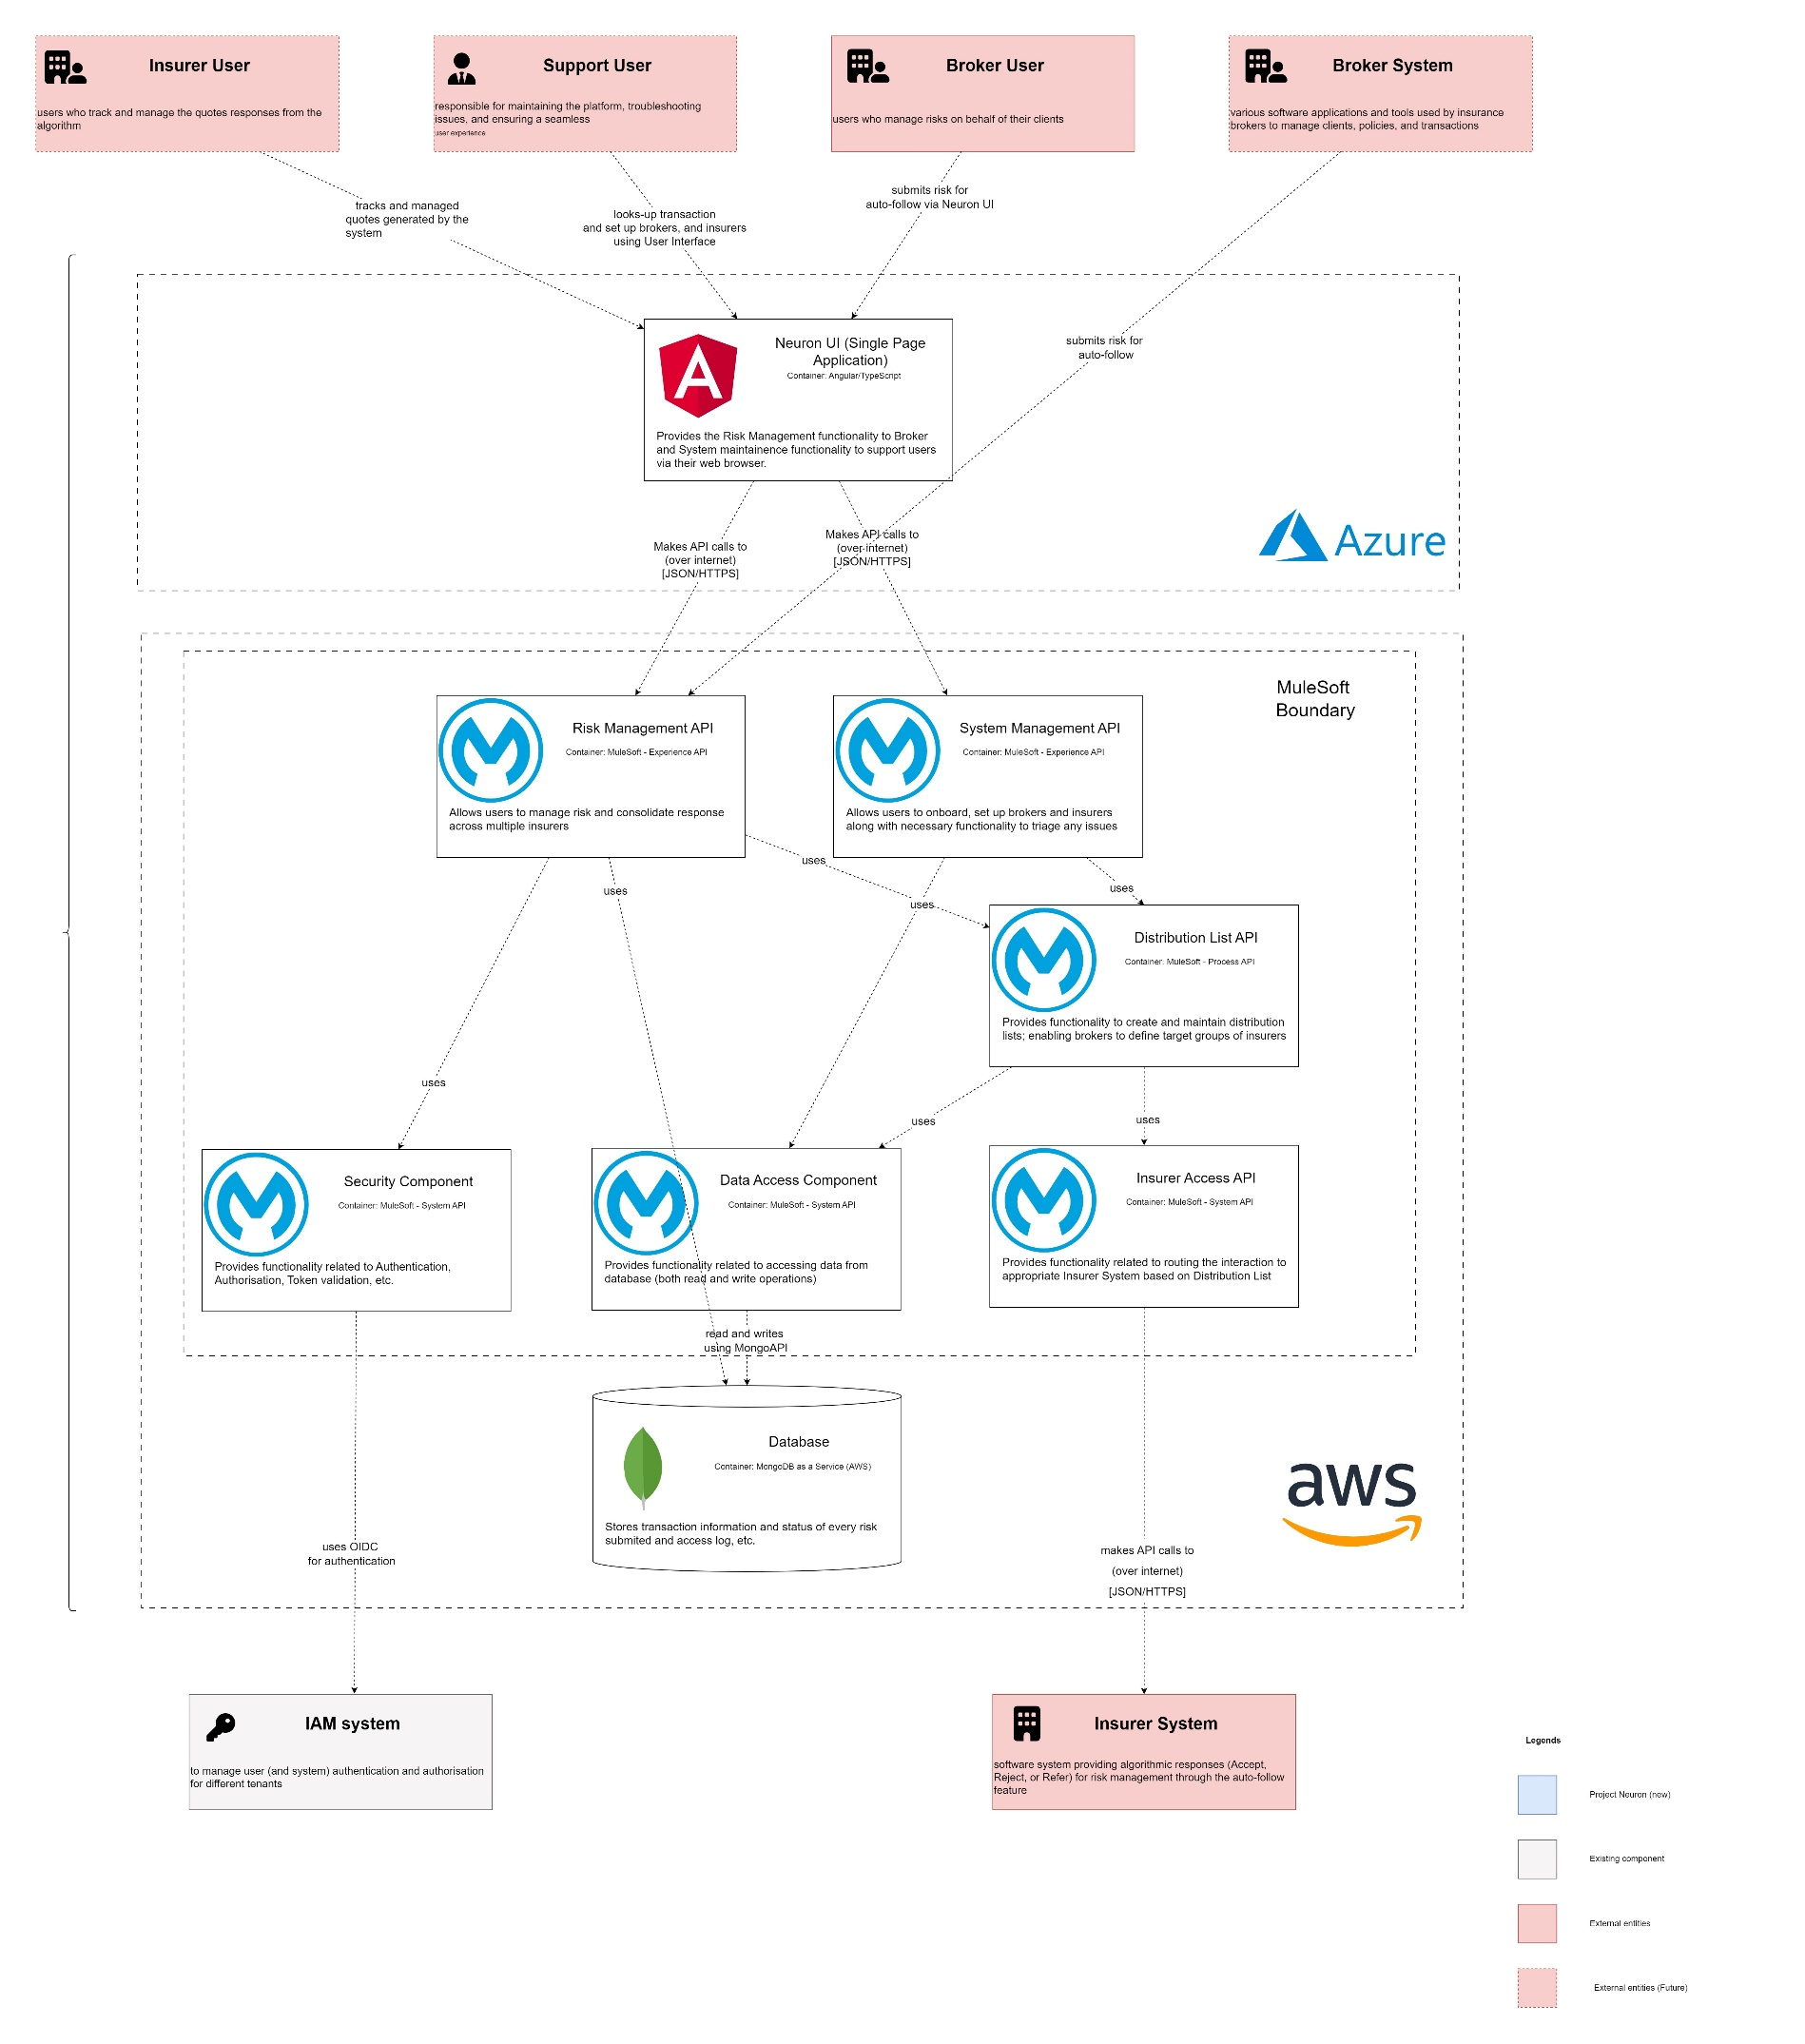 Insurer User
users who track and manage the quotes responses from the
algorithm
Support User
responsible for maintaining the platform, troubleshooting
issues, and ensuring a seamless
user experience
Broker User
users who manage risks on behalf of their clients
Broker System
various software applications and tools used by insurance
brokers to manage clients, policies, and transactions
tracks and managed
quotes generated by the
system
looks-up transaction
and set up brokers, and insurers
using User Interface
submits risk for
auto-follow via Neuron UI
submits risk for
auto-follow
Neuron UI (Single Page
Application)
Container: Angular/TypeScript
Provides the Risk Management functionality to Broker
and System maintainence functionality to support users
via their web browser.
Azure
Makes API calls to
(over internet)
[JSON/HTTPS]
Makes API calls to
(over internet)
[JSON/HTTPS]
MuleSoft
Boundary
Risk Management API
Container: MuleSoft - Experience API
Allows users to manage risk and consolidate response
across multiple insurers
System Management API
Container: MuleSoft - Experience API
Allows users to onboard, set up brokers and insurers
along with necessary functionality to triage any issues
uses
uses
uses
uses
Distribution List API
Container: MuleSoft - Process API
Provides functionality to create and maintain distribution
lists; enabling brokers to define target groups of insurers
uses
uses
uses
Security Component
Container: MuleSoft - System API
Provides functionality related to Authentication,
Authorisation, Token validation, etc.
Data Access Component
Container: MuleSoft - System API
Provides functionality related to accessing data from
database (both read and write operations)
Insurer Access API
Container: MuleSoft - System API
Provides functionality related to routing the interaction to
appropriate Insurer System based on Distribution List
read and writes
using MongoAPI
Database
Container: MongoDB as a Service (AWS)
Stores transaction information and status of every risk
submited and access log, etc.
aws
uses OIDC
for authentication
makes API calls to
(over internet)
[JSON/HTTPS]
IAM system
to manage user (and system) authentication and authorisation
for different tenants
Insurer System
software system providing algorithmic responses (Accept,
Reject, or Refer) for risk management through the auto-follow
feature
Legends
Project Neuron (new)
Existing component
External entities
External entities (Future)